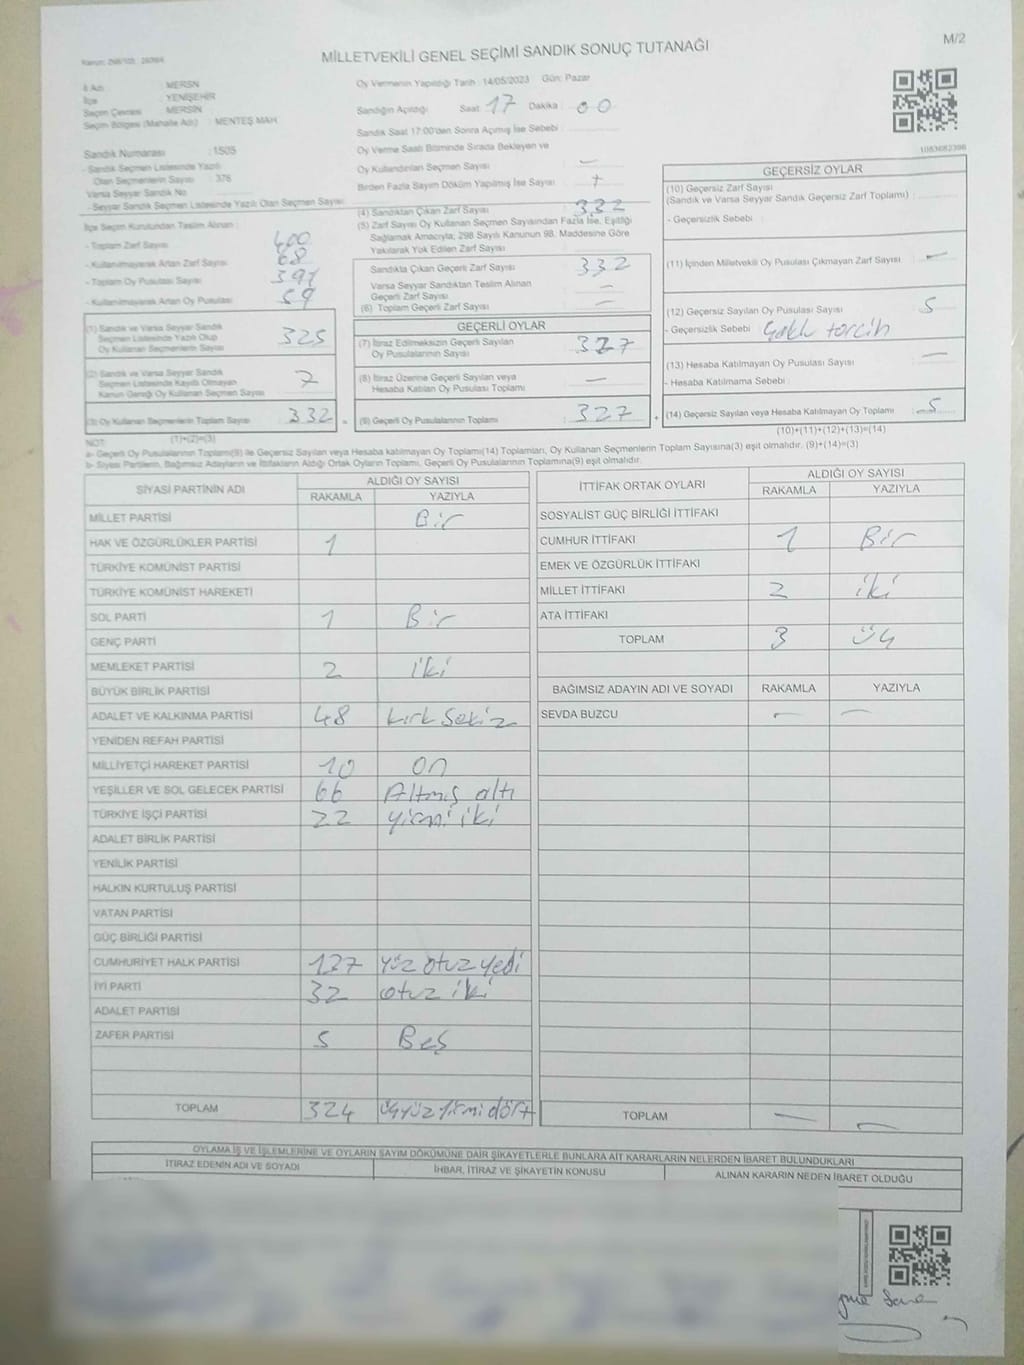 M/2
MİLLETVEKİLİ GENEL SEÇİMİ SANDIK SONUÇ TUTANAĞI
İl Adı : MERSİN
İlçe : YENİŞEHİR
Seçim Çevresi : MERSİN
Seçim Bölgesi (Mahalle Adı) : MENTEŞ MAH
Sandık Numarası : 1505
- Sandık Seçmen Listesinde Yazılı
Olan Seçmenlerin Sayısı : 376
Varsa Seyyar Sandık No
- Seyyar Sandık Seçmen Listesinde Yazılı Olan Seçmen Sayısı
İlçe Seçim Kurulundan Teslim Alınan :
- Toplam Zarf Sayısı 400
- Kullanılmayarak Artan Zarf Sayısı 68
- Toplam Oy Pusulası Sayısı 391
- Kullanılmayarak Artan Oy Pusulası 59
Oy Vermenin Yapıldığı Tarih : 14/05/2023 Gün: Pazar
Sandığın Açıldığı Saat 17 Dakika : 00
Sandık Saat 17:00'den Sonra Açılmış İse Sebebi :
Oy Verme Saati Bitiminde Sırada Bekleyen ve
Oy Kullandırılan Seçmen Sayısı : —
Birden Fazla Sayım Döküm Yapılmış İse Sayısı :
(4) Sandıktan Çıkan Zarf Sayısı : 332
(5) Zarf Sayısı Oy Kullanan Seçmen Sayısından Fazla İse, Eşitliği
Sağlamak Amacıyla; 298 Sayılı Kanunun 98. Maddesine Göre
Yakılarak Yok Edilen Zarf Sayısı :
Sandıkta Çıkan Geçerli Zarf Sayısı : 332
Varsa Seyyar Sandıktan Teslim Alınan
Geçerli Zarf Sayısı : —
(6) Toplam Geçerli Zarf Sayısı : —
(1) Sandık ve Varsa Seyyar Sandık
Seçmen Listesinde Yazılı Olup
Oy Kullanan Seçmenlerin Sayısı 325
(2) Sandık ve Varsa Seyyar Sandık
Seçmen Listesinde Kayıtlı Olmayan
Kanun Gereği Oy Kullanan Seçmen Sayısı 7
(3) Oy Kullanan Seçmenlerin Toplam Sayısı 332 =
(1)+(2)=(3)
GEÇERLİ OYLAR
(7) İtiraz Edilmeksizin Geçerli Sayılan
Oy Pusulalarının Sayısı : 327
(8) İtiraz Üzerine Geçerli Sayılan veya
Hesaba Katılan Oy Pusulası Toplamı : —
(9) Geçerli Oy Pusulalarının Toplamı : 327 +
1083682396
GEÇERSİZ OYLAR
(10) Geçersiz Zarf Sayısı
(Sandık ve Varsa Seyyar Sandık Geçersiz Zarf Toplamı) :
- Geçersizlik Sebebi :
(11) İçinden Milletvekili Oy Pusulası Çıkmayan Zarf Sayısı : —
(12) Geçersiz Sayılan Oy Pusulası Sayısı : 5
- Geçersizlik Sebebi
(13) Hesaba Katılmayan Oy Pusulası Sayısı : —
- Hesaba Katılmama Sebebi :
(14) Geçersiz Sayılan veya Hesaba Katılmayan Oy Toplamı : 5
(10)+(11)+(12)+(13)=(14)
NOT:
a- Geçerli Oy Pusulalarının Toplamı(9) ile Geçersiz Sayılan veya Hesaba katılmayan Oy Toplamı(14) Toplamları, Oy Kullanan Seçmenlerin Toplam Sayısına(3) eşit olmalıdır. (9)+(14)=(3)
b- Siyasi Partilerin, Bağımsız Adayların ve İttifakların Aldığı Ortak Oyların Toplamı, Geçerli Oy Pusulalarının Toplamına(9) eşit olmalıdır.
SİYASİ PARTİNİN ADI ALDIĞI OY SAYISI
RAKAMLA YAZIYLA
MİLLET PARTİSİ Bir
HAK VE ÖZGÜRLÜKLER PARTİSİ 1
TÜRKİYE KOMÜNİST PARTİSİ
TÜRKİYE KOMÜNİST HAREKETİ
SOL PARTİ 1 Bir
GENÇ PARTİ
MEMLEKET PARTİSİ 2 iki
BÜYÜK BİRLİK PARTİSİ
ADALET VE KALKINMA PARTİSİ 48 kırk sekiz
YENİDEN REFAH PARTİSİ
MİLLİYETÇİ HAREKET PARTİSİ 10 on
YEŞİLLER VE SOL GELECEK PARTİSİ 66 Altmış altı
TÜRKİYE İŞÇİ PARTİSİ 22 yirmi iki
ADALET BİRLİK PARTİSİ
YENİLİK PARTİSİ
HALKIN KURTULUŞ PARTİSİ
VATAN PARTİSİ
GÜÇ BİRLİĞİ PARTİSİ
CUMHURİYET HALK PARTİSİ 137 yüz otuz yedi
İYİ PARTİ 32 otuz iki
ADALET PARTİSİ
ZAFER PARTİSİ 5 Beş
TOPLAM 324 üçyüz yirmi dört
İTTİFAK ORTAK OYLARI ALDIĞI OY SAYISI
RAKAMLA YAZIYLA
SOSYALİST GÜÇ BİRLİĞİ İTTİFAKI
CUMHUR İTTİFAKI 1 Bir
EMEK VE ÖZGÜRLÜK İTTİFAKI
MİLLET İTTİFAKI 2 iki
ATA İTTİFAKI
TOPLAM 3 üç
BAĞIMSIZ ADAYIN ADI VE SOYADI RAKAMLA YAZIYLA
SEVDA BUZCU — —
TOPLAM — —
OYLAMA İŞ VE İŞLEMLERİNE VE OYLARIN SAYIM DÖKÜMÜNE DAİR ŞİKAYETLERLE BUNLARA AİT KARARLARIN NELERDEN İBARET BULUNDUKLARI
İTİRAZ EDENİN ADI VE SOYADI İHBAR, İTİRAZ VE ŞİKAYETİN KONUSU ALINAN KARARIN NEDEN İBARET OLDUĞU